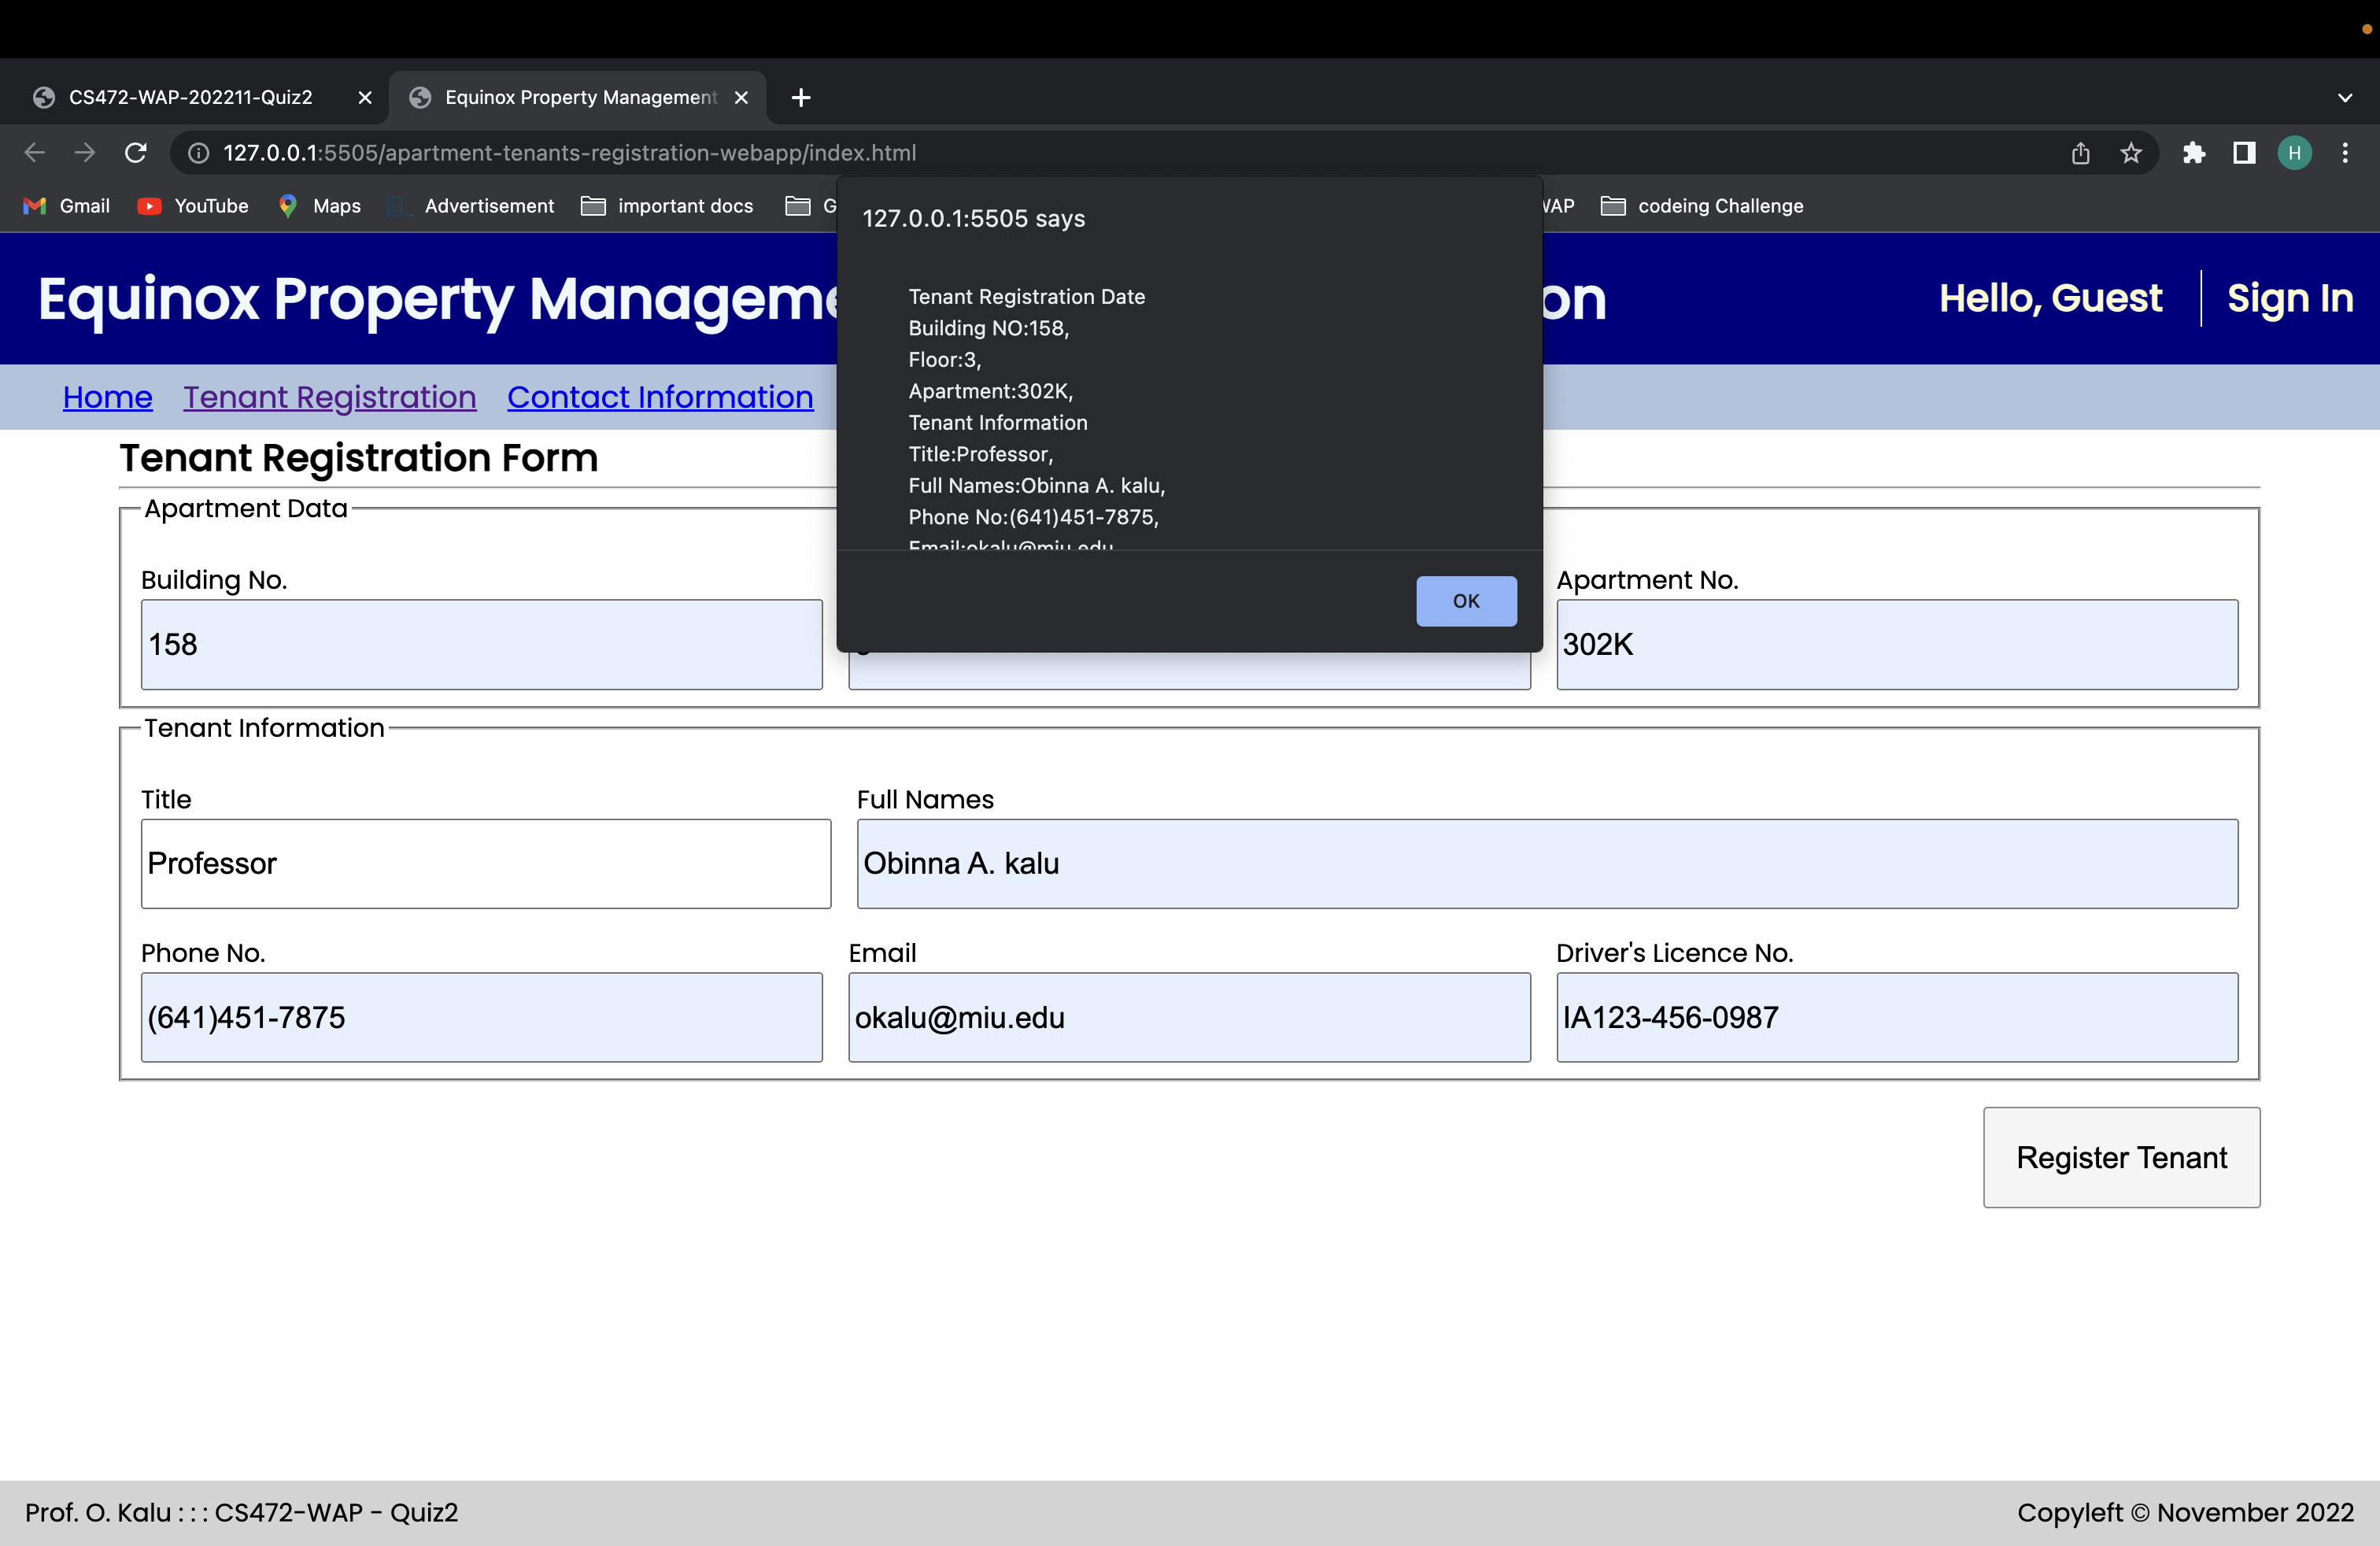 CS472-WAP-202211-Quiz2
Equinox Property Management
127.0.0.1:5505/apartment-tenants-registration-webapp/index.html
H
Gmail YouTube Maps Advertisement important docs G
WAP codeing Challenge
127.0.0.1:5505 says
Tenant Registration Date
Building NO:158,
Floor:3,
Apartment:302K,
Tenant Information
Title:Professor,
Full Names:Obinna A. kalu,
Phone No:(641)451-7875,
Email:okalu@miu.edu
OK
Equinox Property Manageme
on
Hello, Guest
Sign In
Home Tenant Registration Contact Information
Tenant Registration Form
Apartment Data
Building No.
Apartment No.
158
302K
Tenant Information
Title
Full Names
Professor
Obinna A. kalu
Phone No.
Email
Driver's Licence No.
(641)451-7875
okalu@miu.edu
IA123-456-0987
Register Tenant
Prof. O. Kalu : : : CS472-WAP - Quiz2
Copyleft © November 2022